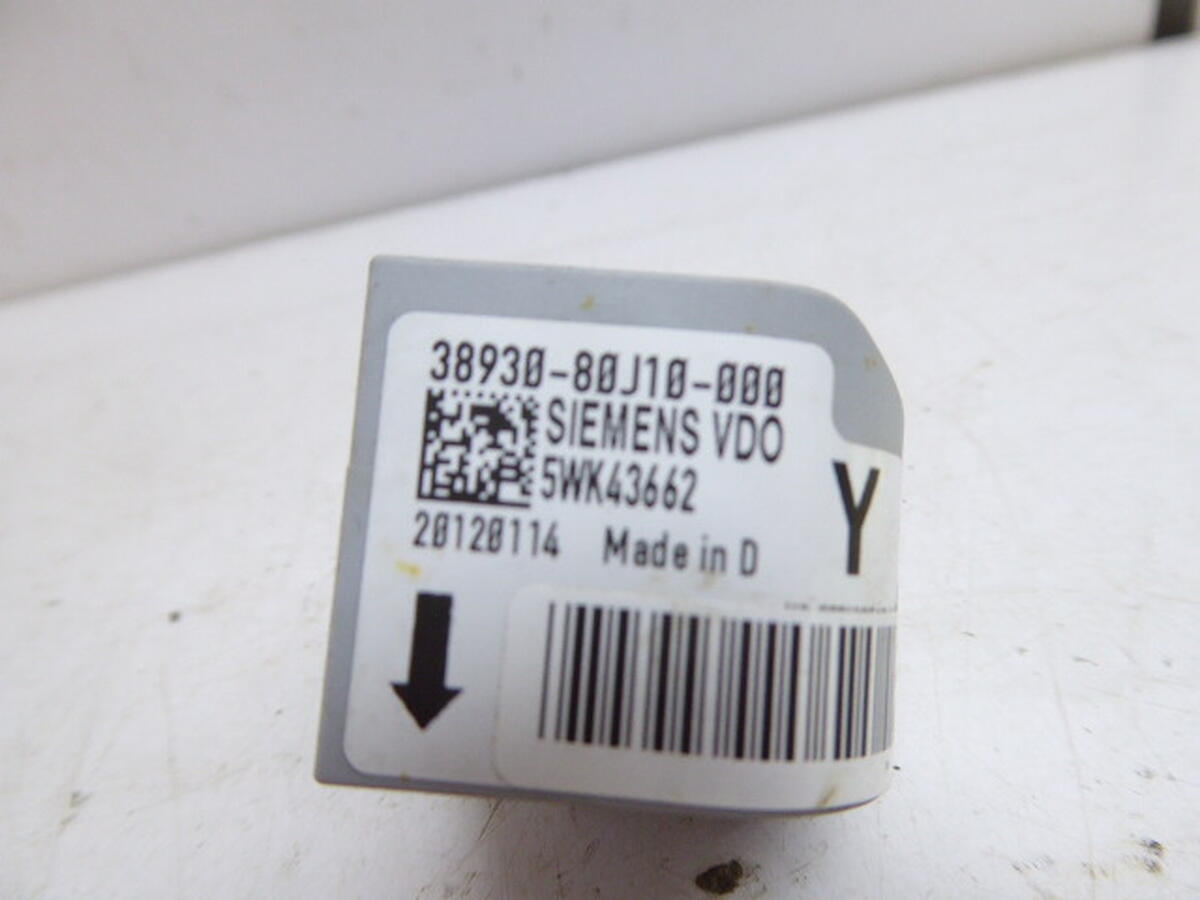 38930-80J10-000
SIEMENS VDO
5WK43662
Y
20120114 Made in D